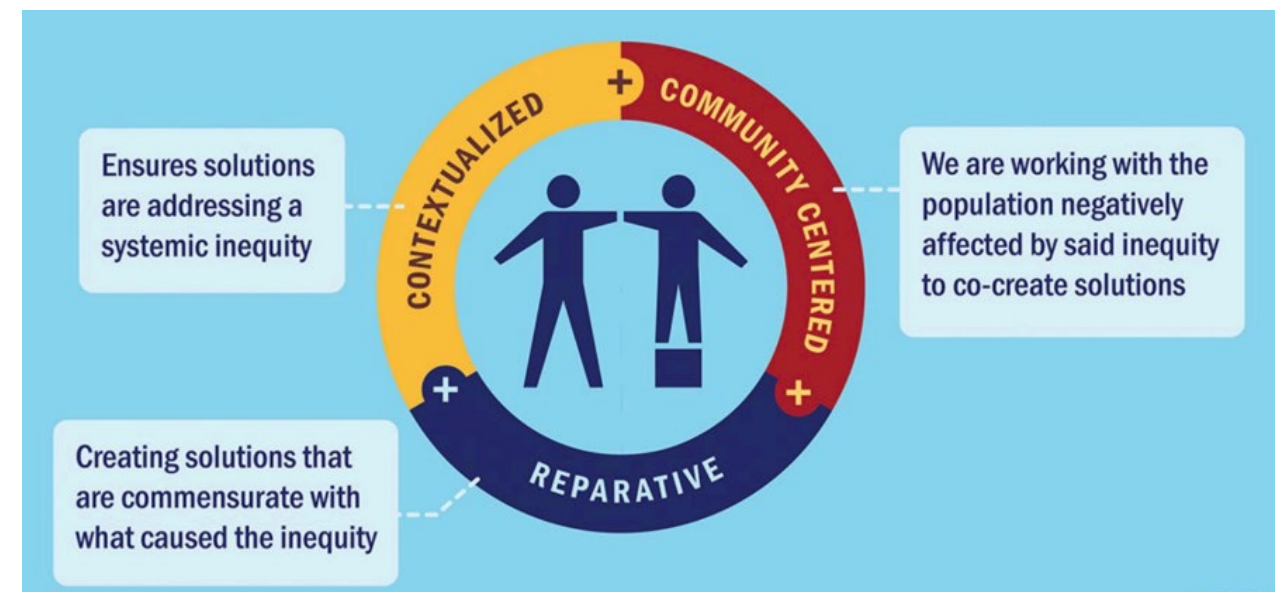 CONTEXTUALIZED
+
COMMUNITY CENTERED
Ensures solutions
are addressing a
systemic inequity
We are working with the
population negatively
affected by said inequity
to co-create solutions
+
+
REPARATIVE
Creating solutions that
are commensurate with
what caused the inequity